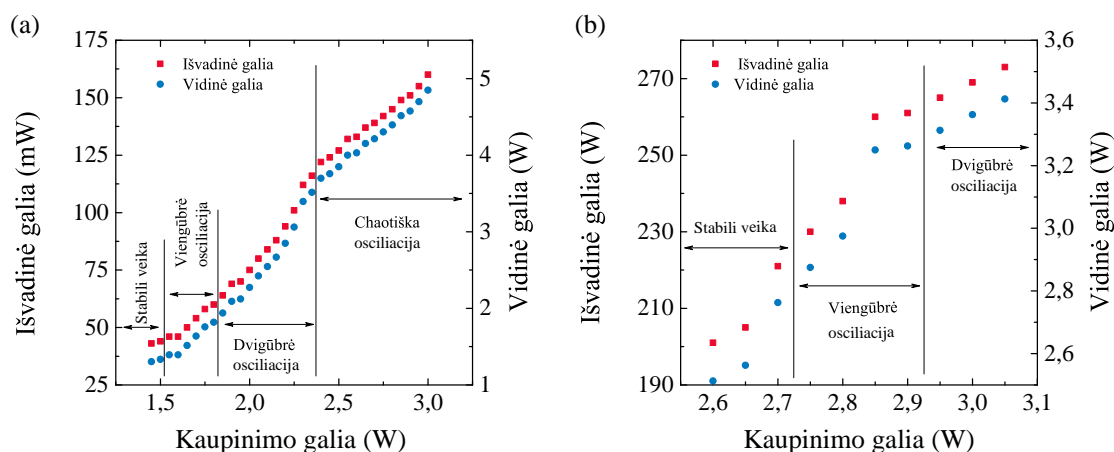 (a)
175
150
125
100
75
50
25
Išvadinė galia (mW)
Išvadinė galia
Vidinė galia
Stabili veika
Viengūbrė
osciliacija
Dvigūbrė
osciliacija
Chaotiška
osciliacija
5
4
3
2
1
Vidinė galia (W)
1,5
2,0
2,5
3,0
Kaupinimo galia (W)
(b)
270
250
230
210
190
Išvadinė galia (W)
Išvadinė galia
Vidinė galia
Stabili veika
Viengūbrė
osciliacija
Dvigūbrė
osciliacija
3,6
3,4
3,2
3,0
2,8
2,6
Vidinė galia (W)
2,6
2,7
2,8
2,9
3,0
3,1
Kaupinimo galia (W)